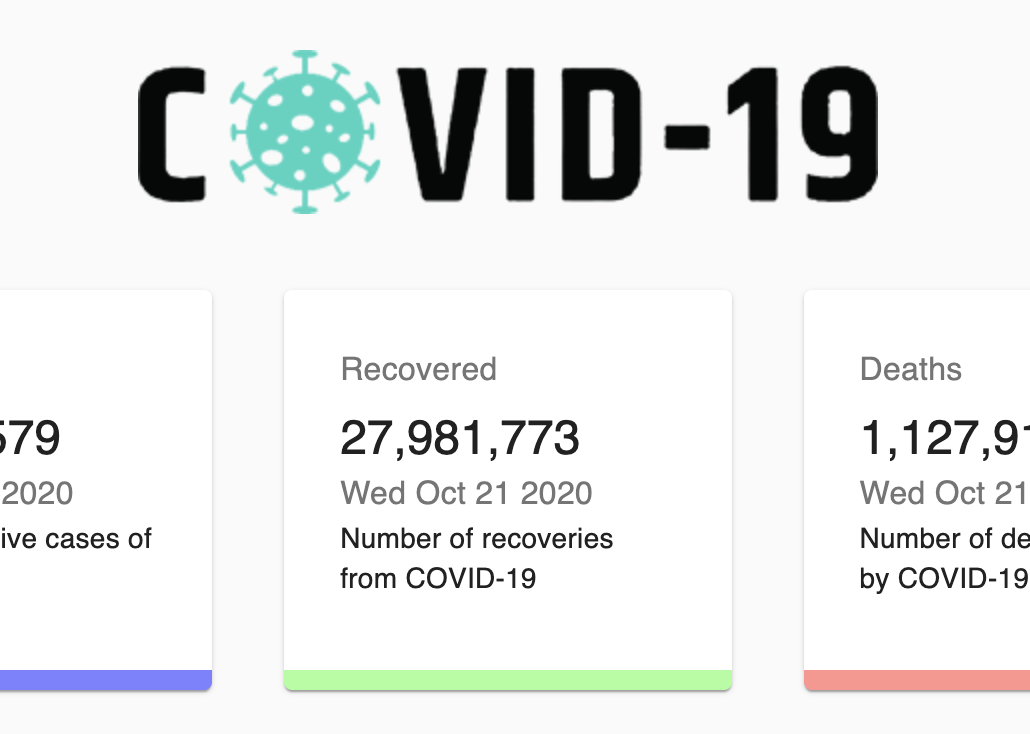 COVID-19
579
2020
ive cases of
Recovered
27,981,773
Wed Oct 21 2020
Number of recoveries
from COVID-19
Deaths
1,127,91
Wed Oct 21
Number of de
by COVID-19